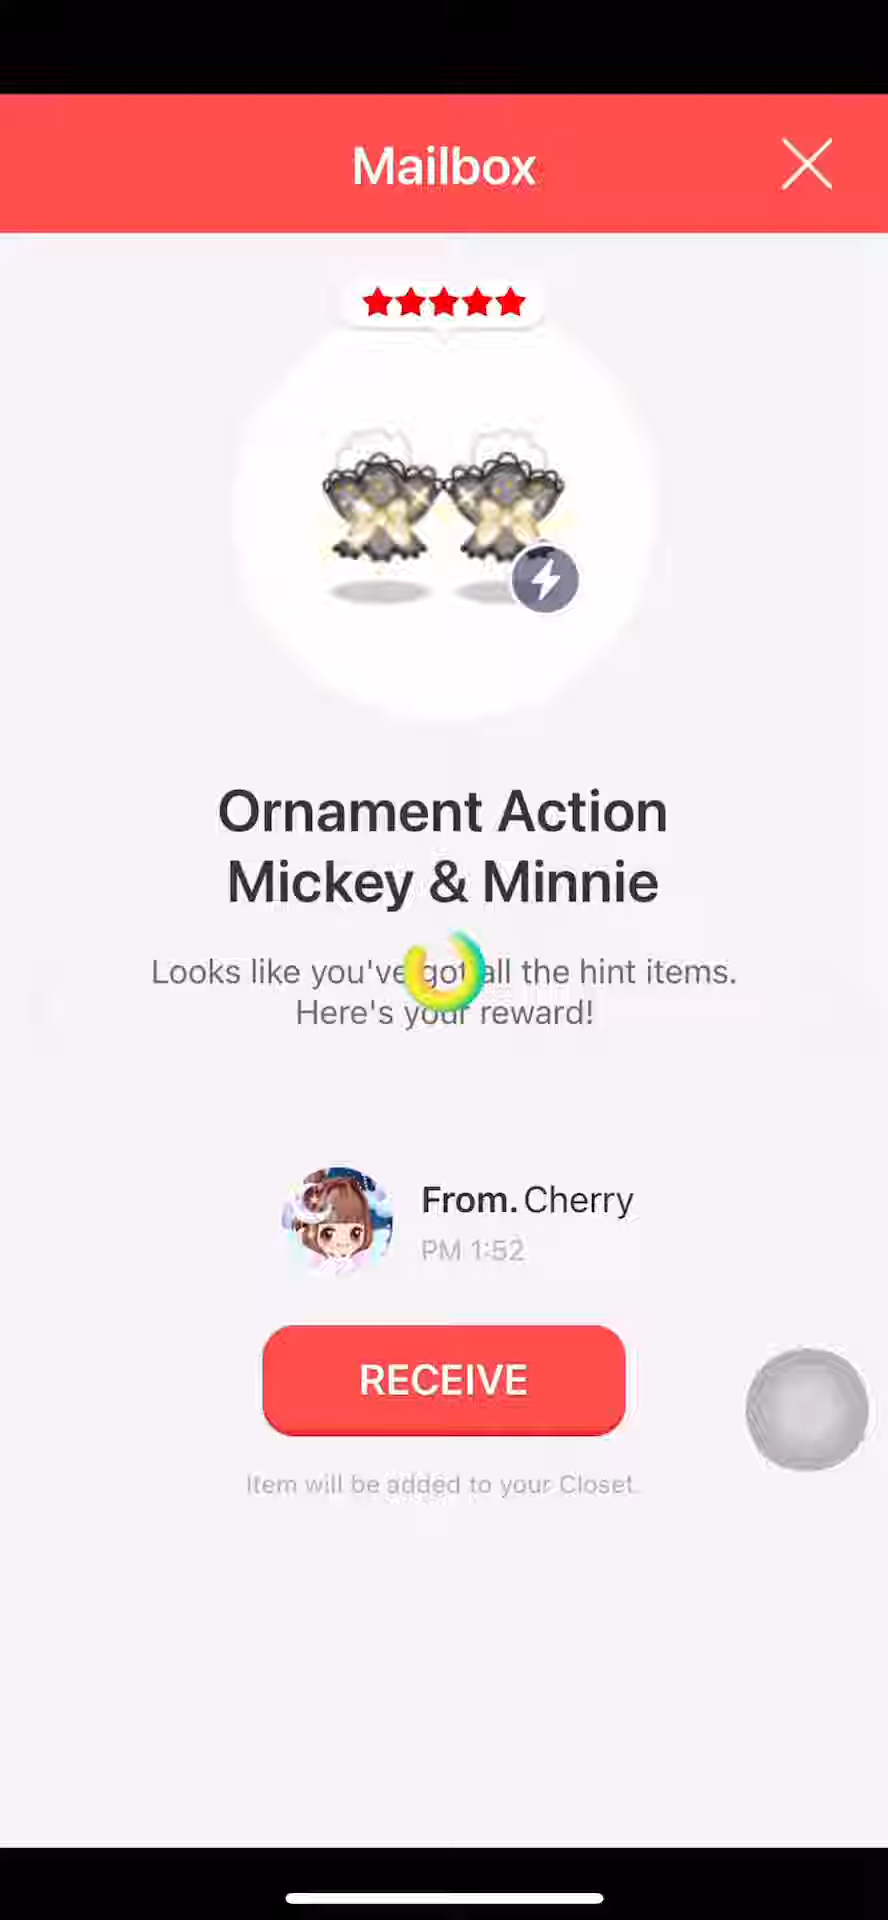 Mailbox
Ornament Action
Mickey & Minnie
Looks like you've got all the hint items.
Here's your reward!
From. Cherry
PM 1:52
RECEIVE
Item will be added to your Closet.